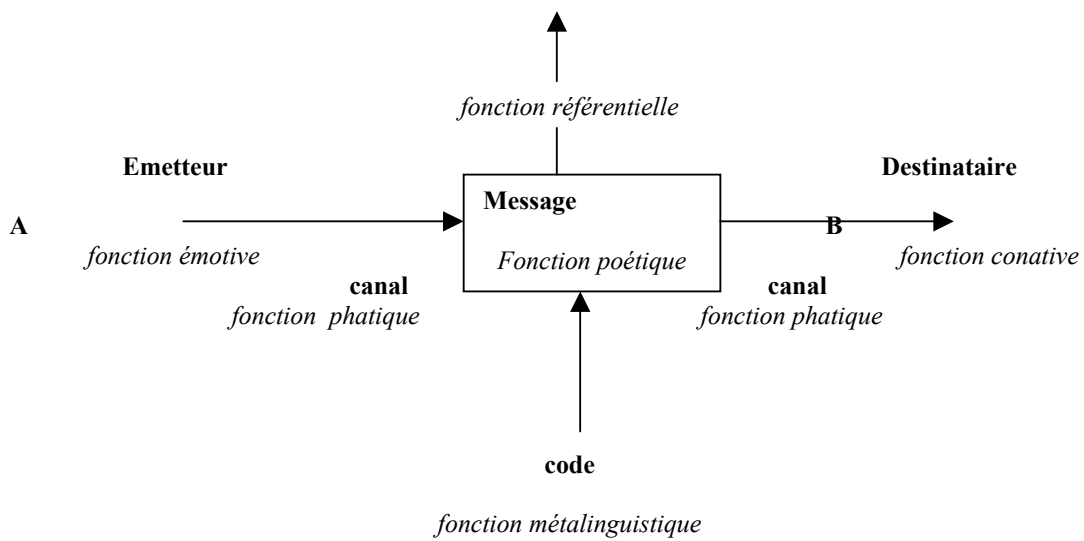 fonction référentielle
Emetteur
Destinataire
Message
A
B
fonction émotive
Fonction poétique
fonction conative
canal
canal
fonction phatique
fonction phatique
code
fonction métalinguistique